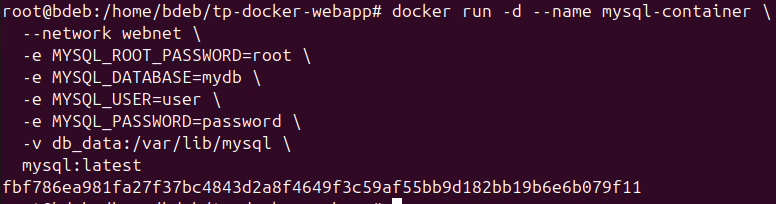 root@bdeb:/home/bdeb/tp-docker-webapp# docker run -d --name mysql-container \
--network webnet \
-e MYSQL_ROOT_PASSWORD=root \
-e MYSQL_DATABASE=mydb \
-e MYSQL_USER=user \
-e MYSQL_PASSWORD=password \
-v db_data:/var/lib/mysql \
mysql:latest
fbf786ea981fa27f37bc4843d2a8f4649f3c59af55bb9d182bb19b6e6b079f11